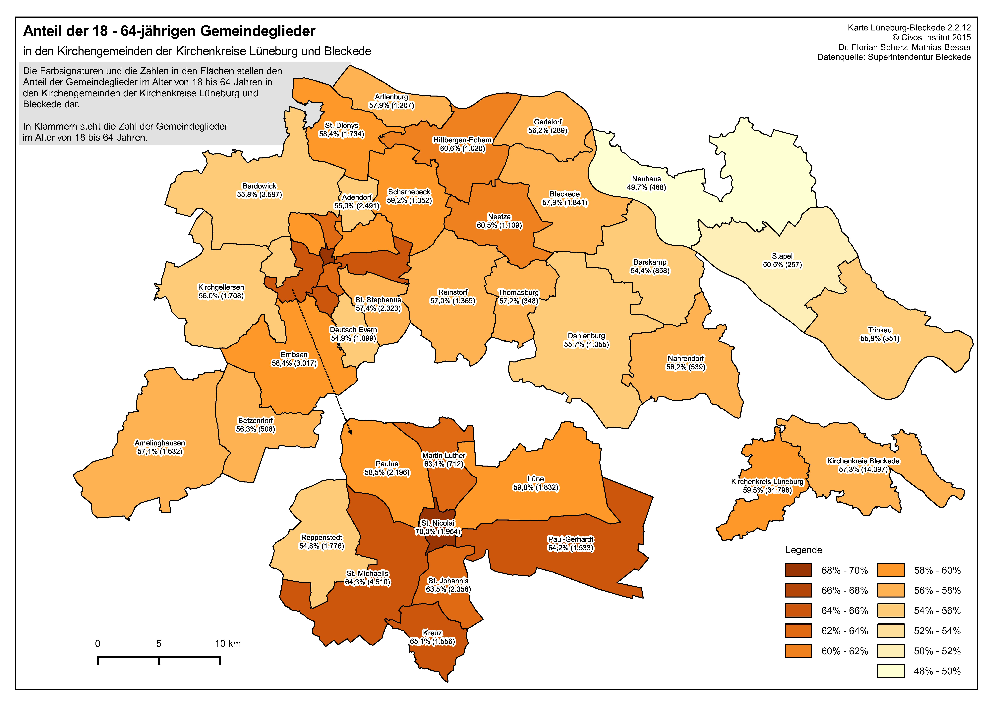 Anteil der 18 - 64-jährigen Gemeindeglieder
in den Kirchengemeinden der Kirchenkreise Lüneburg und Bleckede
Karte Lüneburg-Bleckede 2.2.12
© Civos Institut 2015
Dr. Florian Scherz, Mathias Besser
Datenquelle: Superintendentur Bleckede
Die Farbsignaturen und die Zahlen in den Flächen stellen den
Anteil der Gemeindeglieder im Alter von 18 bis 64 Jahren in
den Kirchengemeinden der Kirchenkreise Lüneburg und
Bleckede dar.
In Klammern steht die Zahl der Gemeindeglieder
im Alter von 18 bis 64 Jahren.
Artlenburg
57,9% (1.207)
St. Dionys
58,4% (1.734)
Garlstorf
56,2% (289)
Hittbergen-Echem
60,6% (1.020)
Neuhaus
49,7% (468)
Bardowick
55,8% (3.597)
Adendorf
55,0% (2.491)
Scharnebeck
59,2% (1.352)
Bleckede
57,9% (1.841)
Neetze
60,5% (1.109)
Stapel
50,5% (257)
Barskamp
54,4% (858)
Kirchgellersen
56,0% (1.708)
St. Stephanus
57,4% (2.323)
Reinstorf
57,0% (1.369)
Thomasburg
57,2% (348)
Deutsch Evern
54,9% (1.099)
Dahlenburg
55,7% (1.355)
Tripkau
55,9% (351)
Embsen
58,4% (3.017)
Nahrendorf
56,2% (539)
Betzendorf
56,3% (506)
Amelinghausen
57,1% (1.632)
Paulus
58,5% (2.196)
Martin-Luther
63,1% (712)
Lüne
59,8% (1.832)
Kirchenkreis Bleckede
57,3% (14.097)
Kirchenkreis Lüneburg
59,5% (34.798)
St. Nicolai
70,0% (1.954)
Reppenstedt
54,8% (1.776)
Paul-Gerhardt
64,2% (1.533)
St. Michaelis
64,3% (4.510)
St. Johannis
63,5% (2.356)
Kreuz
65,1% (1.556)
Legende
68% - 70%
66% - 68%
64% - 66%
62% - 64%
60% - 62%
58% - 60%
56% - 58%
54% - 56%
52% - 54%
50% - 52%
48% - 50%
0 5 10 km